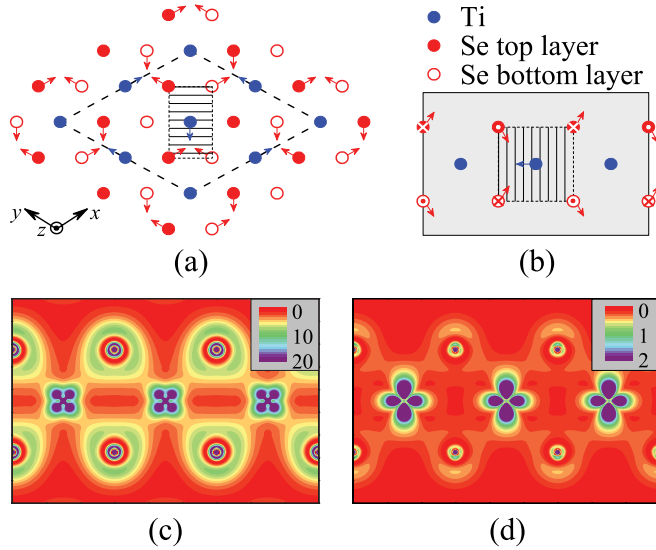 Ti
Se top layer
Se bottom layer
y
z
x
(a)
(b)
0
10
20
0
1
2
(c)
(d)